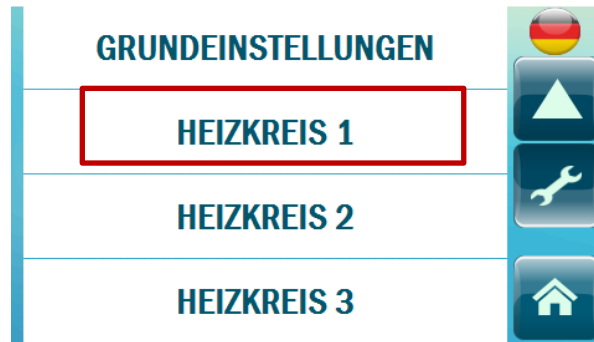 GRUNDEINSTELLUNGEN
HEIZKREIS 1
HEIZKREIS 2
HEIZKREIS 3